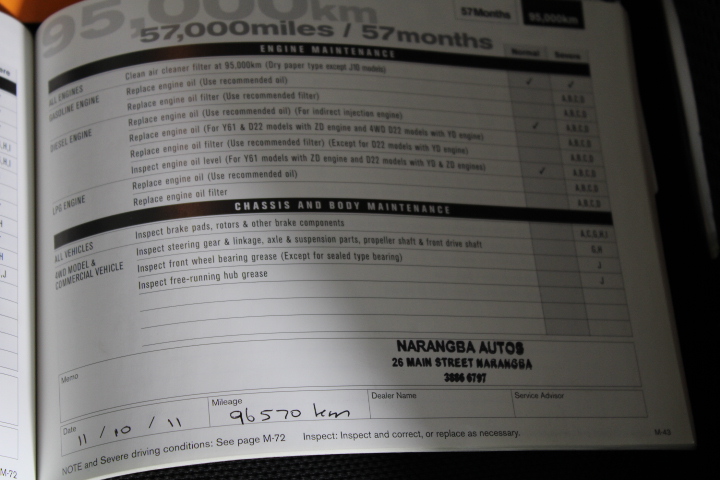 95,000km
57Months 95,000km
57,000miles / 57months
ENGINE MAINTENANCE
Normal Severe
ALL ENGINES Clean air cleaner filter at 95,000km (Dry paper type except J10 models) ✓
GASOLINE ENGINE Replace engine oil (Use recommended oil) ✓ A,B,C,D
Replace engine oil filter (Use recommended filter) A,B,C,D
DIESEL ENGINE Replace engine oil (Use recommended oil) (For indirect injection engine) A,B,C,D
Replace engine oil (For Y61 & D22 models with ZD engine and 4WD D22 models with YD engine) ✓ A,B,C,D
Replace engine oil filter (Use recommended filter) (Except for D22 models with YD engine) A,B,C,D
Inspect engine oil level (For Y61 models with ZD engine and D22 models with YD & ZD engines)
LPG ENGINE Replace engine oil (Use recommended oil) ✓ A,B,C,D
Replace engine oil filter A,B,C,D
CHASSIS AND BODY MAINTENANCE
ALL VEHICLES Inspect brake pads, rotors & other brake components A,C,G,H,I
4WD MODEL & COMMERCIAL VEHICLE Inspect steering gear & linkage, axle & suspension parts, propeller shaft & front drive shaft G,H
Inspect front wheel bearing grease (Except for sealed type bearing) J
Inspect free-running hub grease J
NARANGBA AUTOS
26 MAIN STREET NARANGBA
3886 6797
Memo
Date 11 / 10 / 11
Mileage 96570 km
Dealer Name
Service Advisor
NOTE and Severe driving conditions: See page M-72 Inspect: Inspect and correct, or replace as necessary.
M-43
M-72